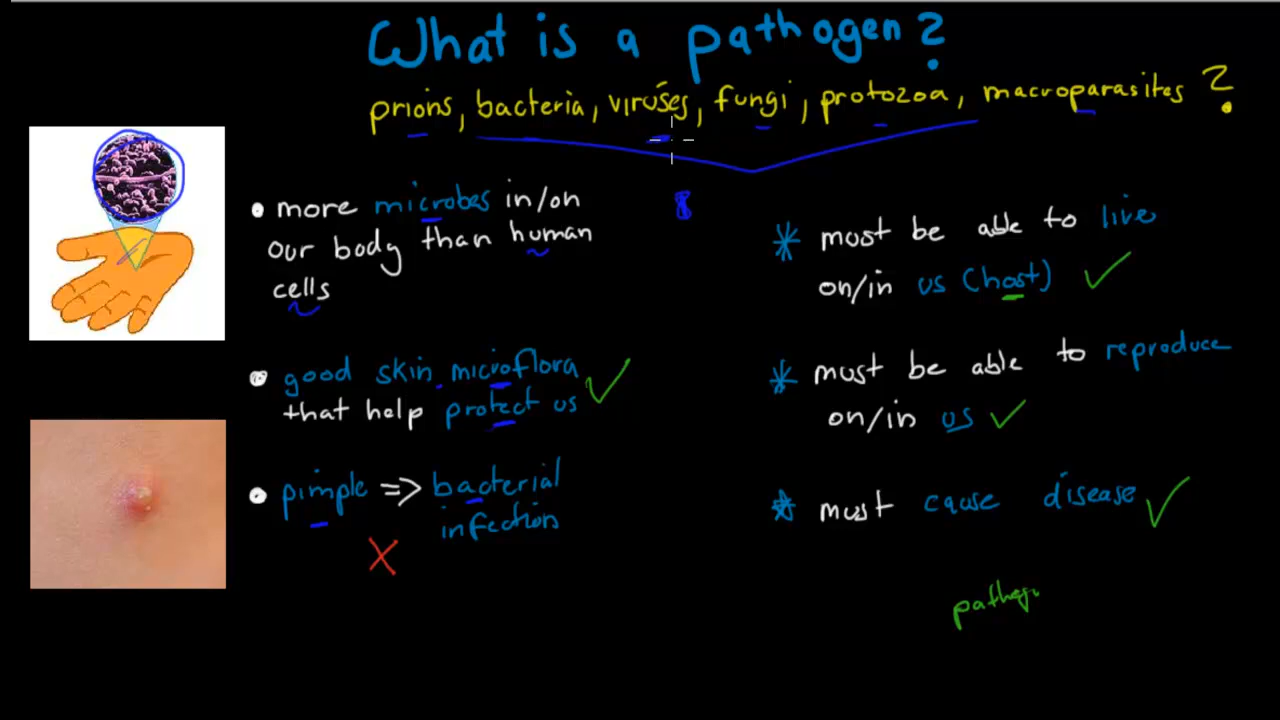 What is a pathogen?
prions, bacteria, viruses, fungi, protozoa, macroparasites ?
• more microbes in/on
our body than human
cells
• good skin microflora
that help protect us
• pimple => bacterial
infection
* must be able to live
on/in us (host)
* must be able to reproduce
on/in us
* must cause disease
pathog